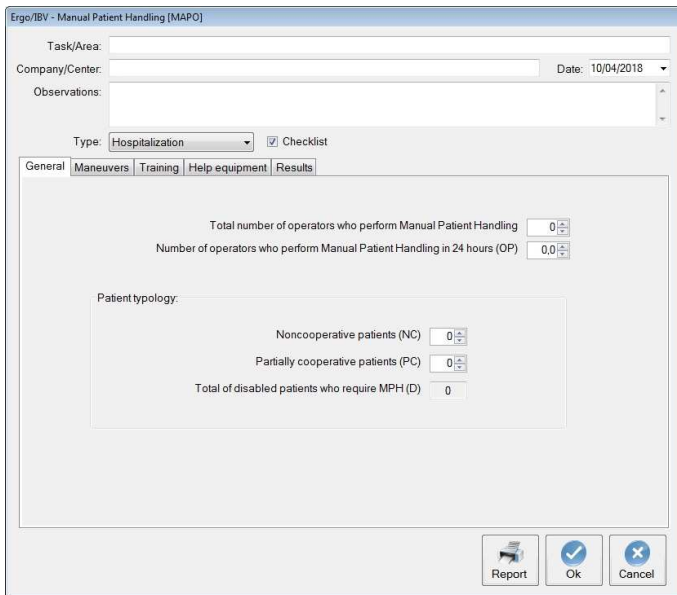 Ergo/IBV - Manual Patient Handling [MAPO]
Task/Area:
Company/Center: Date: 10/04/2018
Observations:
Type: Hospitalization Checklist
General Maneuvers Training Help equipment Results
Total number of operators who perform Manual Patient Handling 0
Number of operators who perform Manual Patient Handling in 24 hours (OP) 0,0
Patient typology:
Noncooperative patients (NC) 0
Partially cooperative patients (PC) 0
Total of disabled patients who require MPH (D) 0
Report Ok Cancel